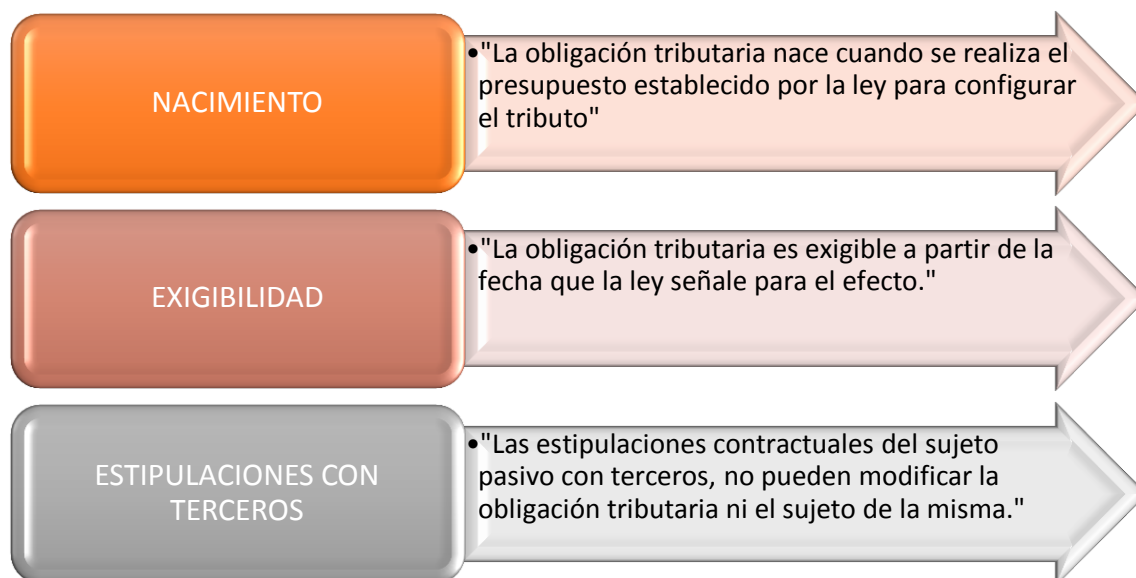 NACIMIENTO
•"La obligación tributaria nace cuando se realiza el
presupuesto establecido por la ley para configurar
el tributo"
EXIGIBILIDAD
•"La obligación tributaria es exigible a partir de la
fecha que la ley señale para el efecto."
ESTIPULACIONES CON
TERCEROS
•"Las estipulaciones contractuales del sujeto
pasivo con terceros, no pueden modificar la
obligación tributaria ni el sujeto de la misma."